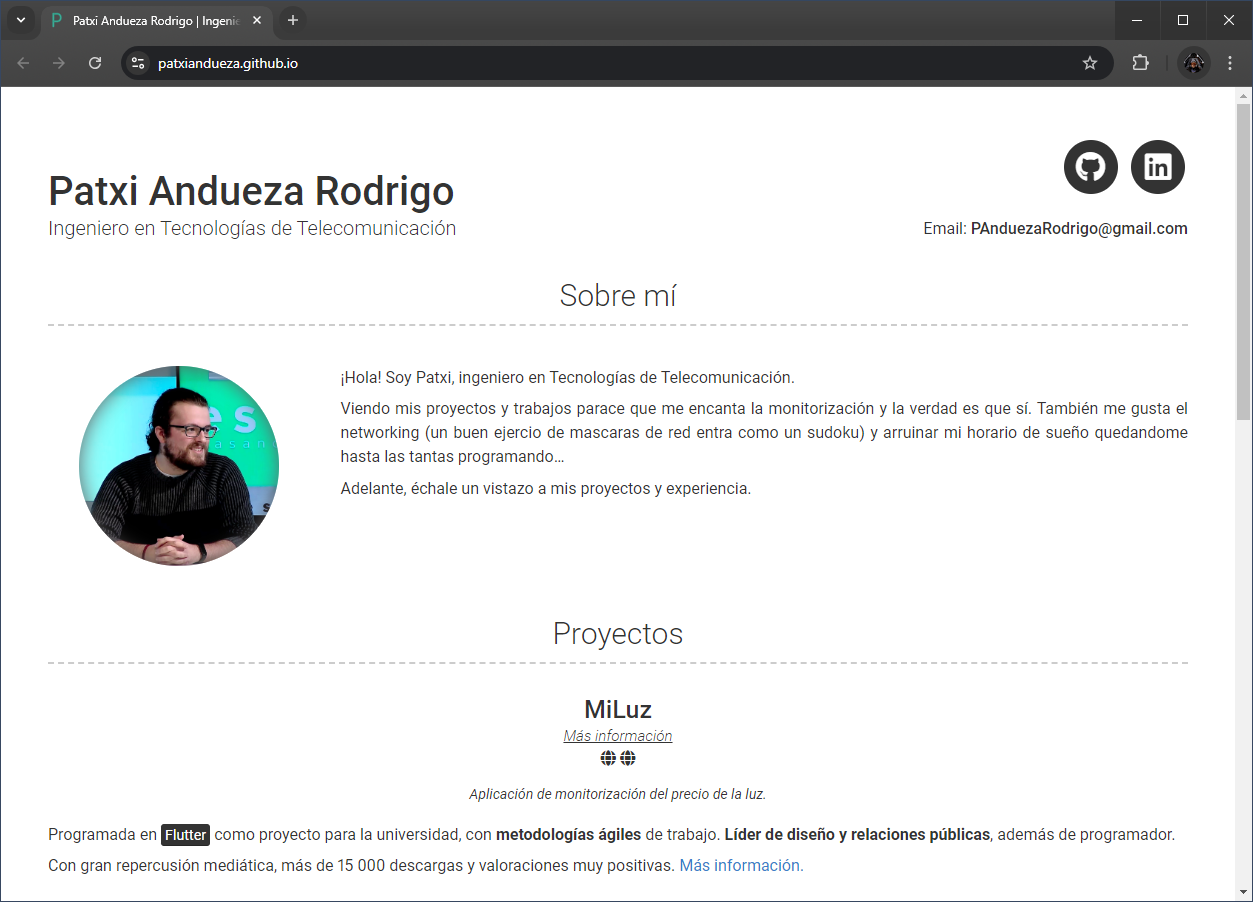 Patxi Andueza Rodrigo | Ingenie
patxiandueza.github.io
Patxi Andueza Rodrigo
Ingeniero en Tecnologías de Telecomunicación
Email: PAnduezaRodrigo@gmail.com
Sobre mí
¡Hola! Soy Patxi, ingeniero en Tecnologías de Telecomunicación.
Viendo mis proyectos y trabajos parace que me encanta la monitorización y la verdad es que sí. También me gusta el
networking (un buen ejercio de mascaras de red entra como un sudoku) y arruinar mi horario de sueño quedandome
hasta las tantas programando...
Adelante, échale un vistazo a mis proyectos y experiencia.
Proyectos
MiLuz
Más información
Aplicación de monitorización del precio de la luz.
Programada en Flutter como proyecto para la universidad, con metodologías ágiles de trabajo. Líder de diseño y relaciones públicas, además de programador.
Con gran repercusión mediática, más de 15 000 descargas y valoraciones muy positivas. Más información.